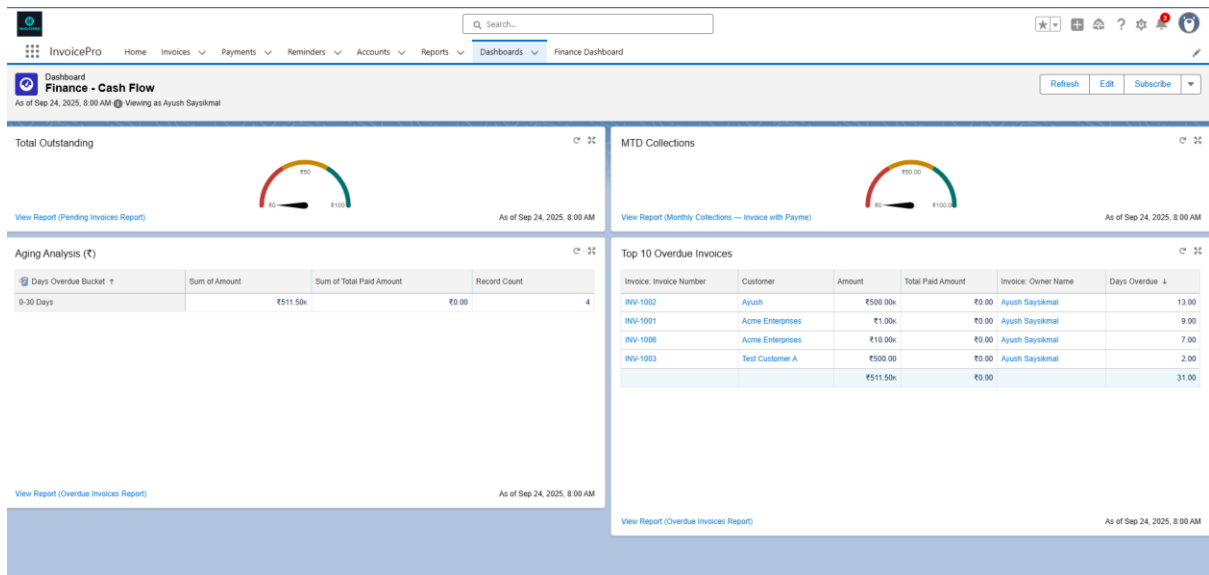 Search...
InvoicePro Home Invoices Payments Reminders Accounts Reports Dashboards Finance Dashboard
Dashboard
Finance - Cash Flow
As of Sep 24, 2025, 8:00 AM Viewing as Ayush Saysikmal
Refresh Edit Subscribe
Total Outstanding
₹50
₹0 ₹100
View Report (Pending Invoices Report) As of Sep 24, 2025, 8:00 AM
MTD Collections
₹50.00
₹0 ₹100.0
View Report (Monthly Collections — Invoice with Payme) As of Sep 24, 2025, 8:00 AM
Aging Analysis (₹)
Days Overdue Bucket ↑ Sum of Amount Sum of Total Paid Amount Record Count
0-30 Days ₹511.50K ₹0.00 4
View Report (Overdue Invoices Report) As of Sep 24, 2025, 8:00 AM
Top 10 Overdue Invoices
Invoice: Invoice Number Customer Amount Total Paid Amount Invoice: Owner Name Days Overdue ↓
INV-1002 Ayush ₹500.00K ₹0.00 Ayush Saysikmal 13.00
INV-1001 Acme Enterprises ₹1.00K ₹0.00 Ayush Saysikmal 9.00
INV-1006 Acme Enterprises ₹10.00K ₹0.00 Ayush Saysikmal 7.00
INV-1003 Test Customer A ₹500.00 ₹0.00 Ayush Saysikmal 2.00
₹511.50K ₹0.00 31.00
View Report (Overdue Invoices Report) As of Sep 24, 2025, 8:00 AM